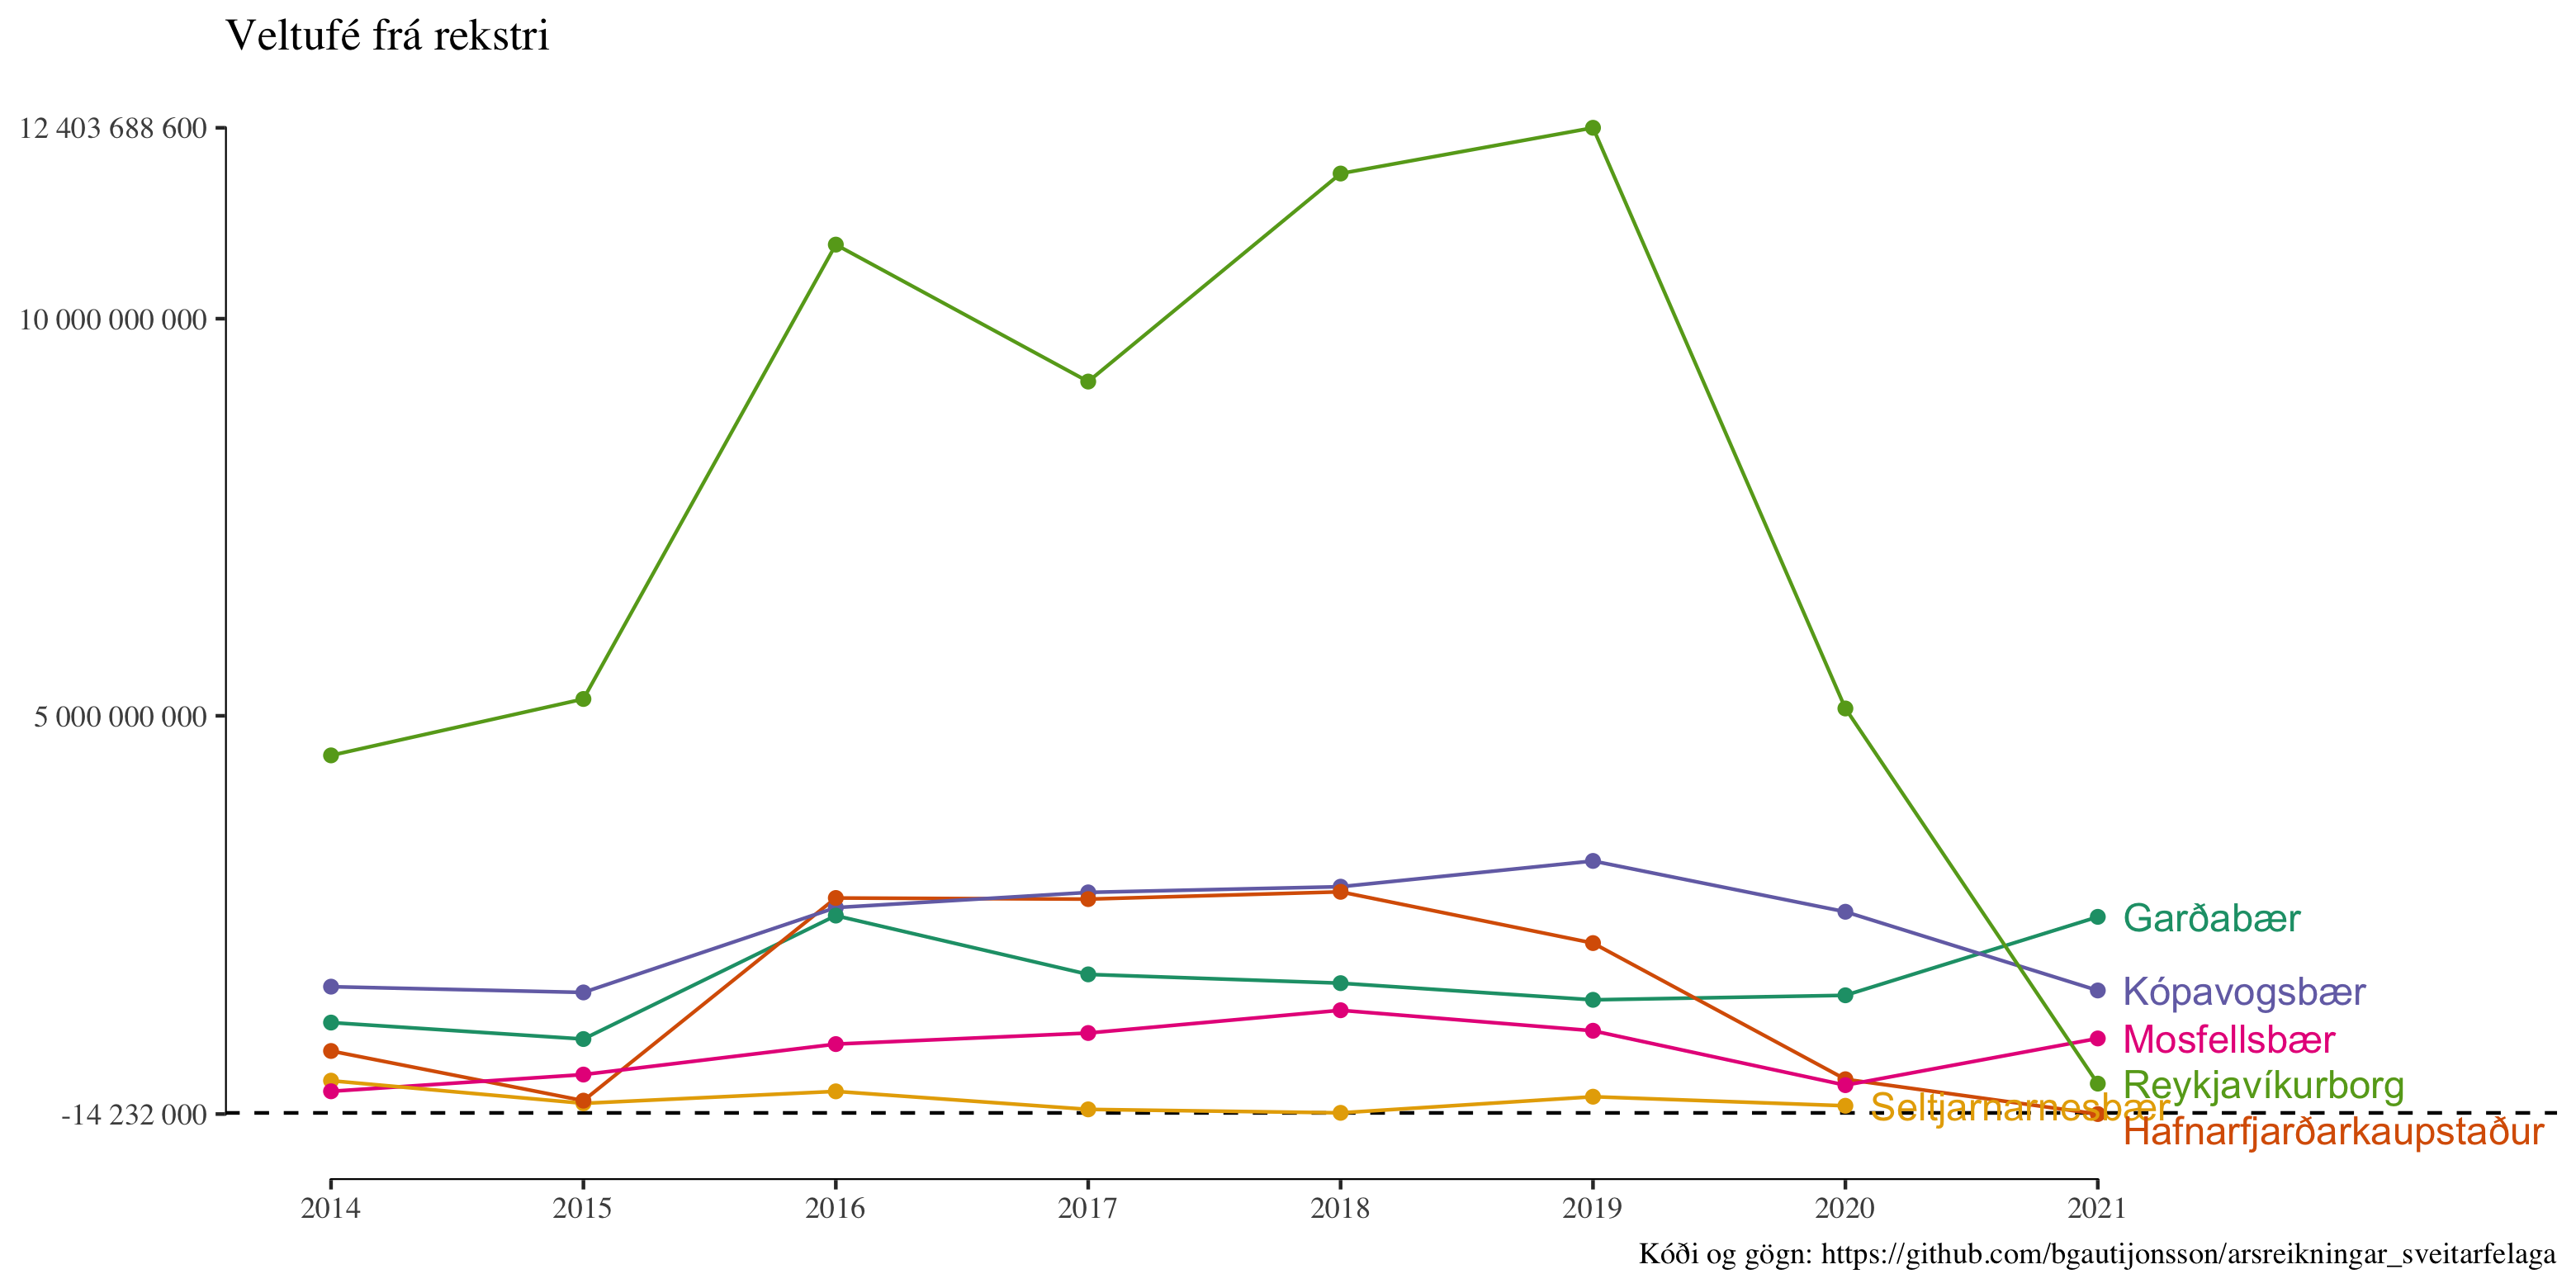 Veltufé frá rekstri
12 403 688 600
10 000 000 000
5 000 000 000
-14 232 000
Garðabær
Kópavogsbær
Mosfellsbær
Reykjavíkurborg
Seltjarnarnesbær
Hafnarfjarðarkaupstaður
2014 2015 2016 2017 2018 2019 2020 2021
Kóði og gögn: https://github.com/bgautijonsson/arsreikningar_sveitarfelaga